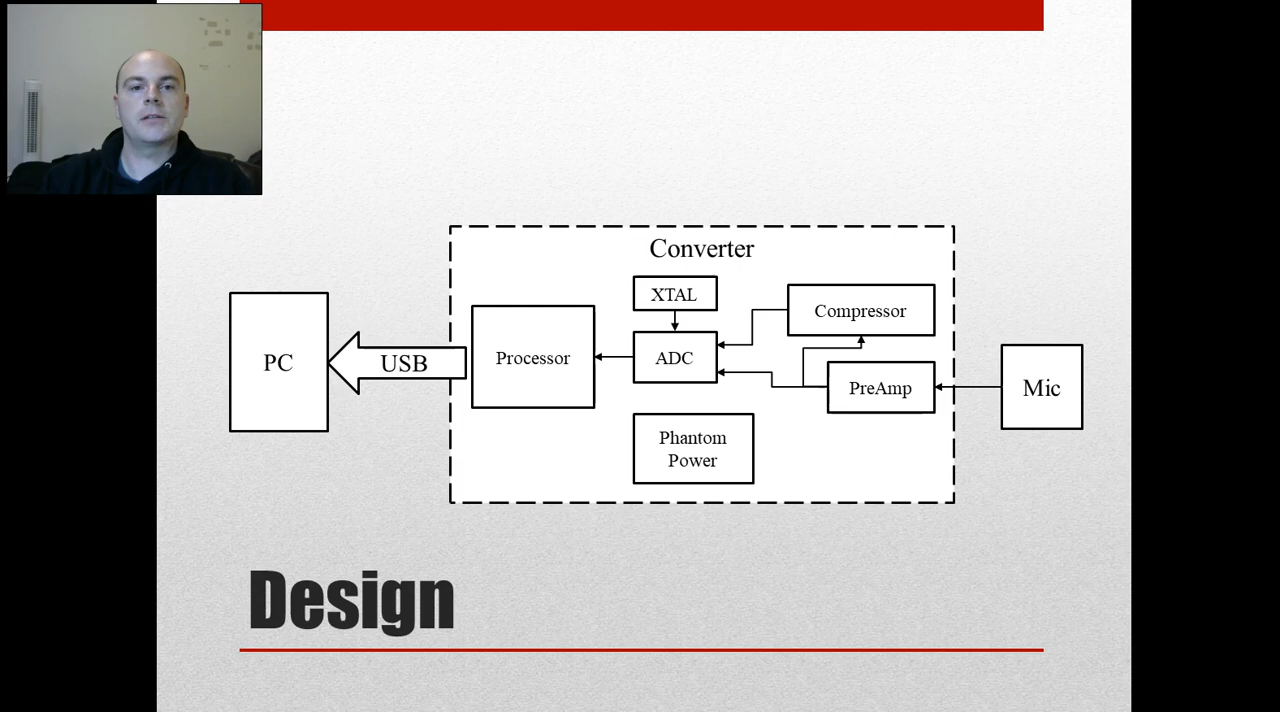 Converter
XTAL
Compressor
PC
USB
Processor
ADC
PreAmp
Mic
Phantom
Power
Design